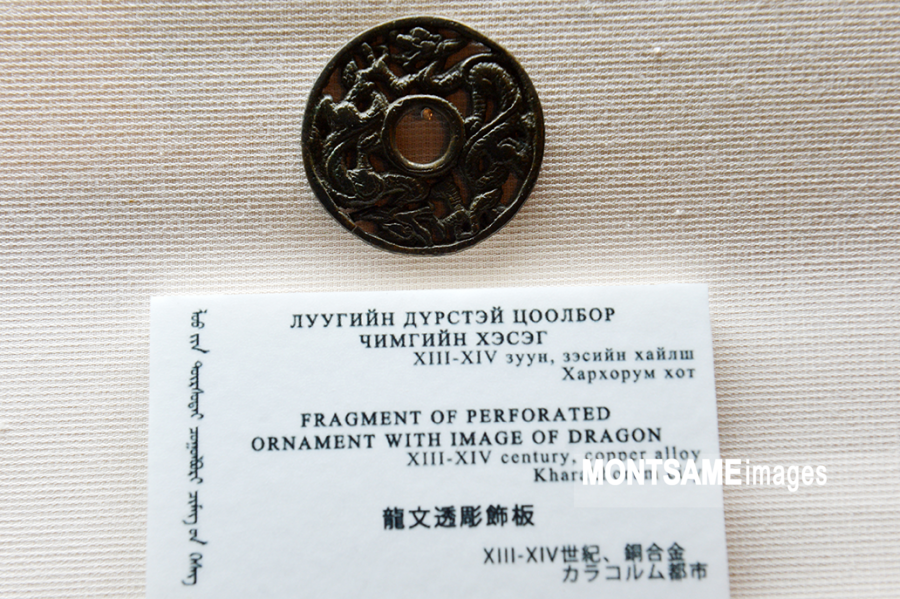 ЛУУГИЙН ДҮРСТЭЙ ЦООЛБОР
ЧИМГИЙН ХЭСЭГ
XIII-XIV зуун, зэсийн хайлш
Хархорум хот
FRAGMENT OF PERFORATED
ORNAMENT WITH IMAGE OF DRAGON
XIII-XIV century, copper alloy
MONTSAMEimages
龍文透彫飾板
XIII-XIV世紀、銅合金
カラコルム都市